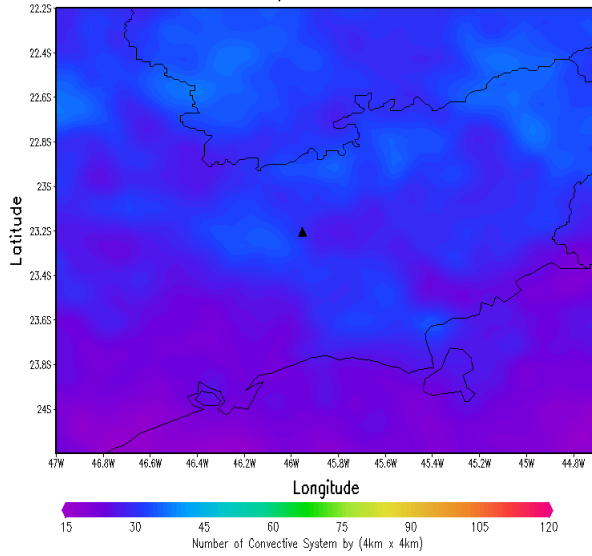 22.2S
22.4S
22.6S
22.8S
23S
23.2S
23.4S
23.6S
23.8S
24S
Latitude
47W 46.8W 46.6W 46.4W 46.2W 46W 45.8W 45.6W 45.4W 45.2W 45W 44.8W
Longitude
15 30 45 60 75 90 105 120
Number of Convective System by (4km x 4km)